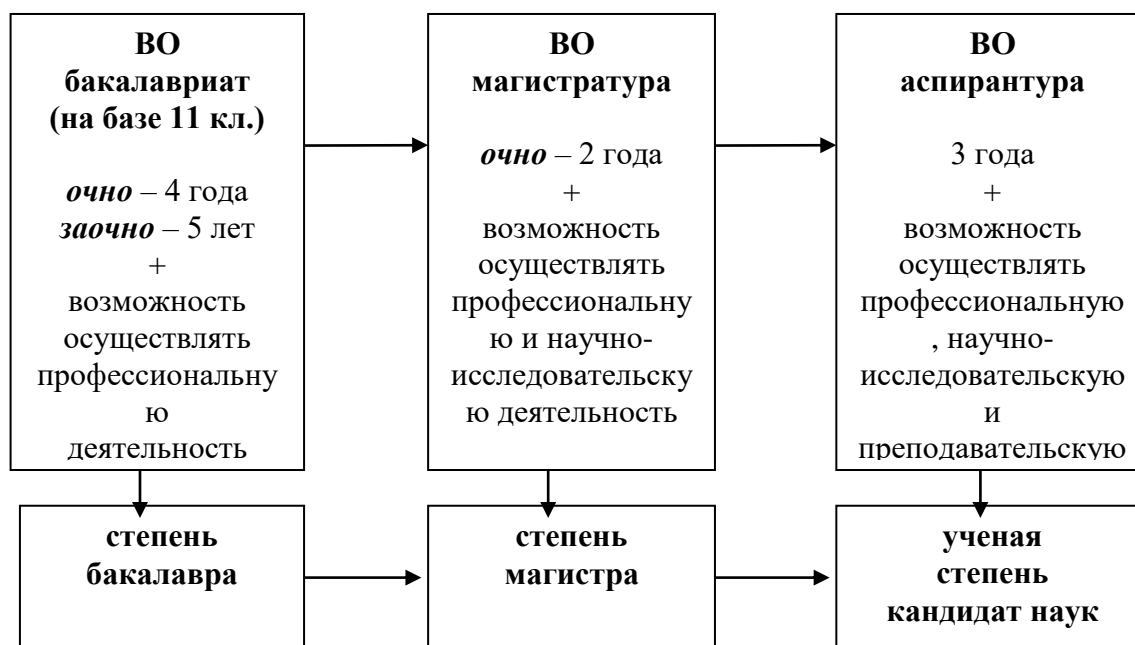 ВО
бакалавриат
(на базе 11 кл.)
очно – 4 года
заочно – 5 лет
+
возможность
осуществлять
профессиональну
ю
деятельность
ВО
магистратура
очно – 2 года
+
возможность
осуществлять
профессиональну
ю и научно-
исследовательску
ю деятельность
ВО
аспирантура
3 года
+
возможность
осуществлять
профессиональную
, научно-
исследовательскую
и
преподавательскую
степень
бакалавра
степень
магистра
ученая
степень
кандидат наук